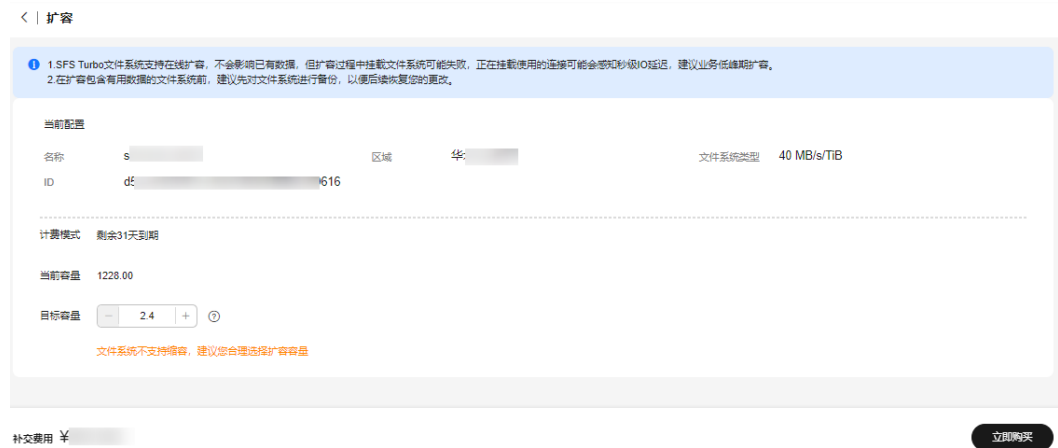 扩容
1.SFS Turbo文件系统支持在线扩容，不会影响已有数据，但扩容过程中挂载文件系统可能失败，正在挂载使用的连接可能会感知秒级IO延迟，建议业务低峰期扩容。
2.在扩容包含有用数据的文件系统前，建议先对文件系统进行备份，以便后续恢复您的更改。
当前配置
名称 s 区域 华 文件系统类型 40 MB/s/TiB
ID d5 616
计费模式 剩余31天到期
当前容量 1228.00
目标容量 － 2.4 + ?
文件系统不支持缩容，建议您合理选择扩容容量
补交费用 ¥ 立即购买